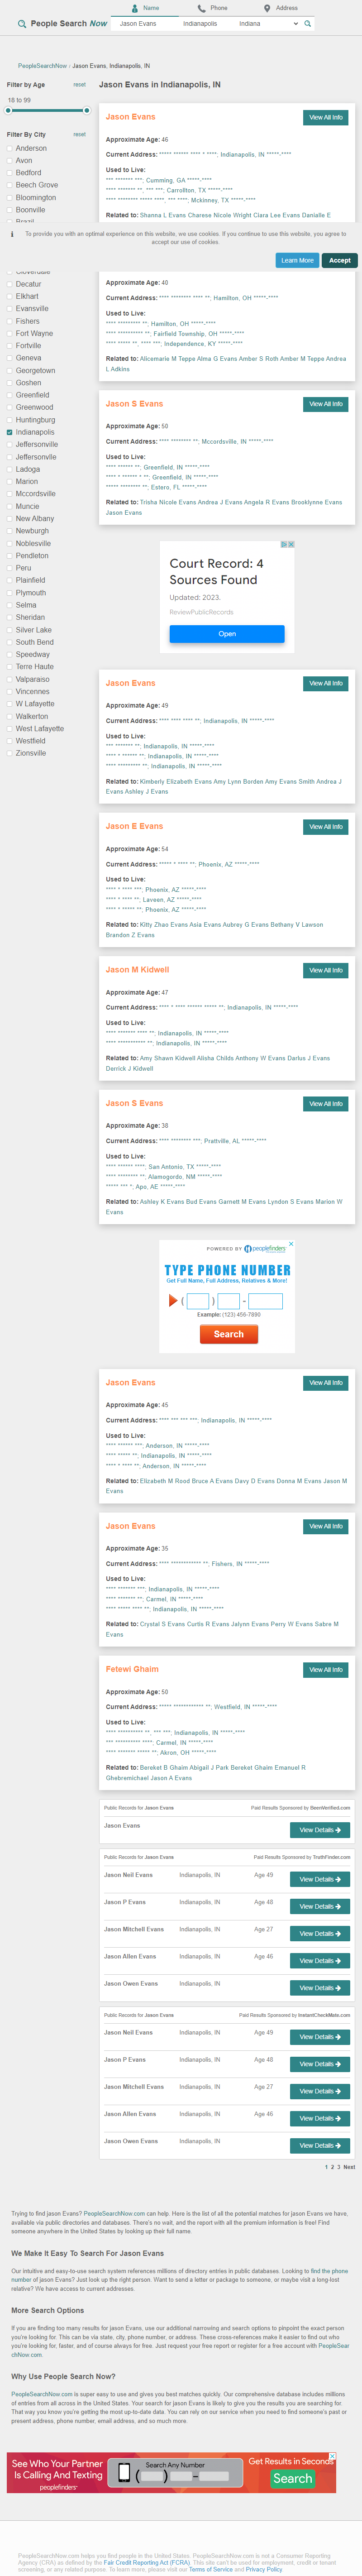 Name
Phone
Address
People Search Now
Jason Evans
Indianapolis
Indiana
PeopleSearchNow › Jason Evans, Indianapolis, IN
Filter by Age
reset
18 to 99
Filter By City
reset
Anderson
Avon
Bedford
Beech Grove
Bloomington
Boonville
Decatur
Elkhart
Evansville
Fishers
Fort Wayne
Fortville
Geneva
Georgetown
Goshen
Greenfield
Greenwood
Huntingburg
Indianapolis
Jeffersonville
Jeffersonvlle
Ladoga
Marion
Mccordsville
Muncie
New Albany
Newburgh
Noblesville
Pendleton
Peru
Plainfield
Plymouth
Selma
Sheridan
Silver Lake
South Bend
Speedway
Terre Haute
Valparaiso
Vincennes
W Lafayette
Walkerton
West Lafayette
Westfield
Zionsville
Jason Evans in Indianapolis, IN
Jason Evans
View All Info
Approximate Age: 46
Current Address: ***** ****** **** * ****; Indianapolis, IN *****-****
Used to Live:
*** ******* ***; Cumming, GA *****-****
**** ******* **, *** ***; Carrollton, TX *****-****
**** ******** ***** ****, *** ****; Mckinney, TX *****-****
Related to: Shanna L Evans Charese Nicole Wright Clara Lee Evans Danialle E
To provide you with an optimal experience on this website, we use cookies. If you continue to use this website, you agree to
accept our use of cookies.
Learn More
Accept
Approximate Age: 40
Current Address: **** ******** **** **; Hamilton, OH *****-****
Used to Live:
**** ********* **; Hamilton, OH *****-****
**** ********** **; Fairfield Township, OH *****-****
**** ***** **, **** ***; Independence, KY *****-****
Related to: Alicemarie M Teppe Alma G Evans Amber S Roth Amber M Teppe Andrea
L Adkins
Jason S Evans
View All Info
Approximate Age: 50
Current Address: **** ******** **; Mccordsville, IN *****-****
Used to Live:
**** ****** **; Greenfield, IN *****-****
**** * ****** * **; Greenfield, IN *****-****
***** ******** **; Estero, FL *****-****
Related to: Trisha Nicole Evans Andrea J Evans Angela R Evans Brooklynne Evans
Jason Evans
Court Record: 4
Sources Found
Updated: 2023.
ReviewPublicRecords
Open
Jason Evans
View All Info
Approximate Age: 49
Current Address: **** **** **** **; Indianapolis, IN *****-****
Used to Live:
*** ******* **; Indianapolis, IN *****-****
**** * ****** **; Indianapolis, IN *****-****
**** ********* **; Indianapolis, IN *****-****
Related to: Kimberly Elizabeth Evans Amy Lynn Borden Amy Evans Smith Andrea J
Evans Ashley J Evans
Jason E Evans
View All Info
Approximate Age: 54
Current Address: ***** * **** **; Phoenix, AZ *****-****
Used to Live:
**** * **** ***; Phoenix, AZ *****-****
**** * **** **; Laveen, AZ *****-****
**** * ***** **; Phoenix, AZ *****-****
Related to: Kitty Zhao Evans Asia Evans Aubrey G Evans Bethany V Lawson
Brandon Z Evans
Jason M Kidwell
View All Info
Approximate Age: 47
Current Address: **** * **** ****** ***** **; Indianapolis, IN *****-****
Used to Live:
**** ******* **** **; Indianapolis, IN *****-****
**** *********** **; Indianapolis, IN *****-****
Related to: Amy Shawn Kidwell Alisha Childs Anthony W Evans Darius J Evans
Derrick J Kidwell
Jason S Evans
View All Info
Approximate Age: 38
Current Address: **** ******** ***; Prattville, AL *****-****
Used to Live:
**** ****** ****; San Antonio, TX *****-****
**** ******** **; Alamogordo, NM *****-****
***** *** *, Apo, AE *****-****
Related to: Ashley K Evans Bud Evans Garnett M Evans Lyndon S Evans Marion W
Evans
POWERED BY peoplefinders
TYPE PHONE NUMBER
Get Full Name, Full Address, Relatives & More!
( ) -
Example: (123) 456-7890
Search
Jason Evans
View All Info
Approximate Age: 45
Current Address: **** *** *** ***; Indianapolis, IN *****-****
Used to Live:
**** ****** ***; Anderson, IN *****-****
**** ***** **; Indianapolis, IN *****-****
**** * **** **, Anderson, IN *****-****
Related to: Elizabeth M Rood Bruce A Evans Davy D Evans Donna M Evans Jason M
Evans
Jason Evans
View All Info
Approximate Age: 35
Current Address: **** ************ **, Fishers, IN *****-****
Used to Live:
**** ******* ***, Indianapolis, IN *****-****
**** ******* **, Carmel, IN *****-****
**** ***** **** **; Indianapolis, IN *****-****
Related to: Crystal S Evans Curtis R Evans Jalynn Evans Perry W Evans Sabre M
Evans
Fetewi Ghaim
View All Info
Approximate Age: 50
Current Address: ***** ************ **; Westfield, IN *****-****
Used to Live:
**** ********** **, *** ***; Indianapolis, IN *****-****
*** ********** ****, Carmel, IN *****-****
**** ******* ***** **; Akron, OH *****-****
Related to: Bereket B Ghaim Abigail J Park Bereket Ghaim Emanuel R
Ghebremichael Jason A Evans
Public Records for Jason Evans
Paid Results Sponsored by BeenVerified.com
Jason Evans
View Details
Public Records for Jason Evans
Paid Results Sponsored by TruthFinder.com
Jason Neil Evans Indianapolis, IN Age 49 View Details
Jason P Evans Indianapolis, IN Age 48 View Details
Jason Mitchell Evans Indianapolis, IN Age 27 View Details
Jason Allen Evans Indianapolis, IN Age 46 View Details
Jason Owen Evans Indianapolis, IN View Details
Public Records for Jason Evans
Paid Results Sponsored by InstantCheckMate.com
Jason Neil Evans Indianapolis, IN Age 49 View Details
Jason P Evans Indianapolis, IN Age 48 View Details
Jason Mitchell Evans Indianapolis, IN Age 27 View Details
Jason Allen Evans Indianapolis, IN Age 46 View Details
Jason Owen Evans Indianapolis, IN View Details
1 2 3 Next
Trying to find jason Evans? PeopleSearchNow.com can help. Here is the list of all the potential matches for jason Evans we have,
available via public directories and databases. There's no wait, and the report with all the premium information is free! Find
someone anywhere in the United States by looking up their full name.
We Make it Easy To Search For Jason Evans
Our intuitive and easy-to-use search system references millions of directory entries in public databases. Looking to find the phone
number of jason Evans? Just look up the right person. Want to send a letter or package to someone, or maybe visit a long-lost
relative? We have access to current addresses.
More Search Options
If you are finding too many results for jason Evans, use our additional narrowing and search options to pinpoint the exact person
you're looking for. This can be via city, state, phone number, or address. These cross-references make it easier to find out who
you're looking for, faster, and of course always for free. Just request your free report or register for a free account with PeopleSear
chNow.com.
Why Use People Search Now?
PeopleSearchNow.com is super easy to use and gives you best matches quickly. Our comprehensive database includes millions
of entries from all across in the United States. Your search for jason Evans is likely to give you the results you are searching for.
That way you know you're getting the most up-to-date data. You can rely on our service when you need to find someone's past or
present address, phone number, email address, and so much more.
See Who Your Partner
Is Calling And Texting
peoplefinders
Search Any Number
Get Results in Seconds
Search
PeopleSearchNow.com helps you find people in the United States. PeopleSearchNow.com is not a Consumer Reporting
Agency (CRA) as defined by the Fair Credit Reporting Act (FCRA). This site can't be used for employment, credit or tenant
screening, or any related purpose. To learn more, please visit our Terms of Service and Privacy Policy.